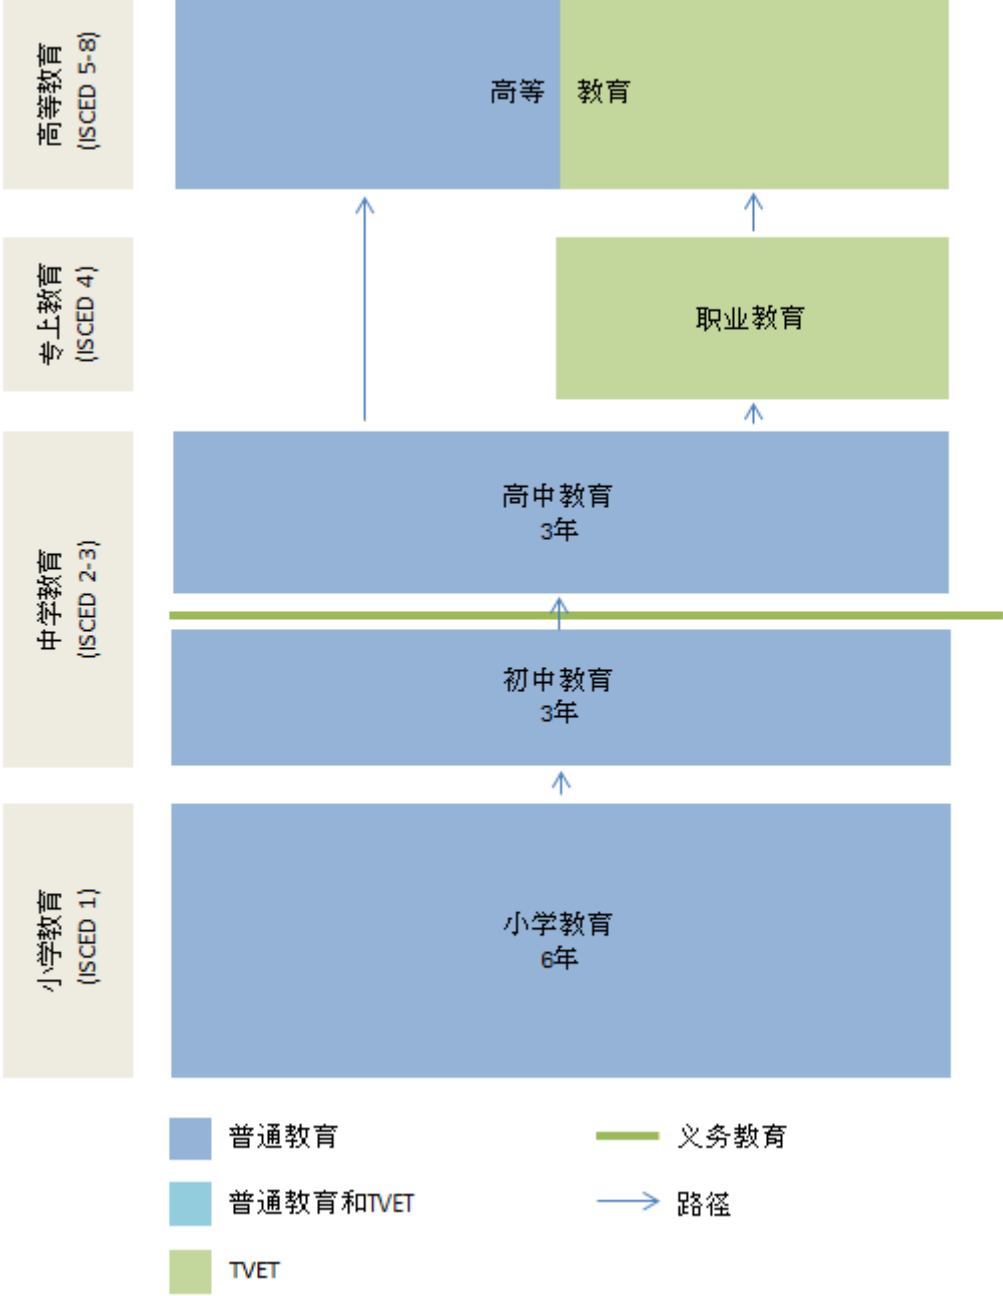 高等教育
(ISCED 5-8)
高等 教育
专上教育
(ISCED 4)
职业教育
中学教育
(ISCED 2-3)
高中教育
3年
初中教育
3年
小学教育
(ISCED 1)
小学教育
6年
普通教育
义务教育
普通教育和TVET
路径
TVET